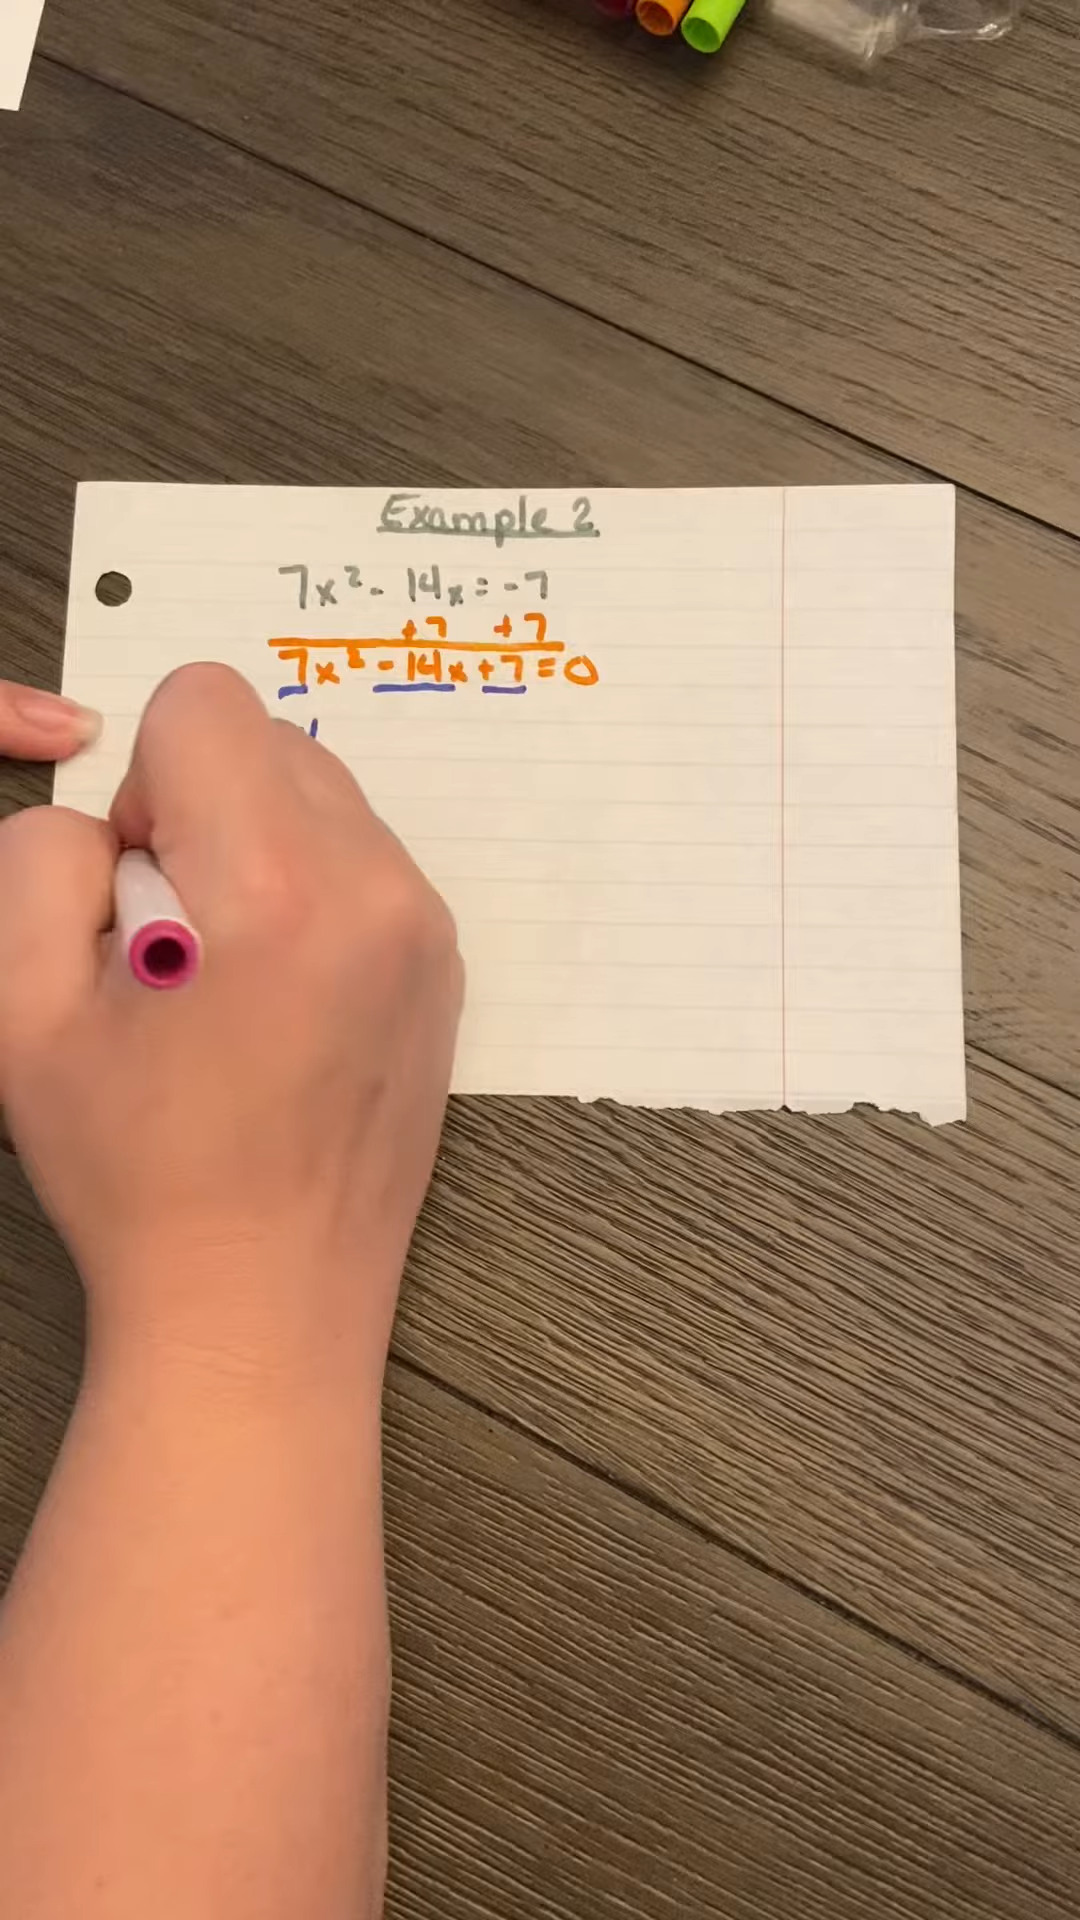 Example 2
7x² - 14x = -7
+7 +7
7x² - 14x + 7 = 0